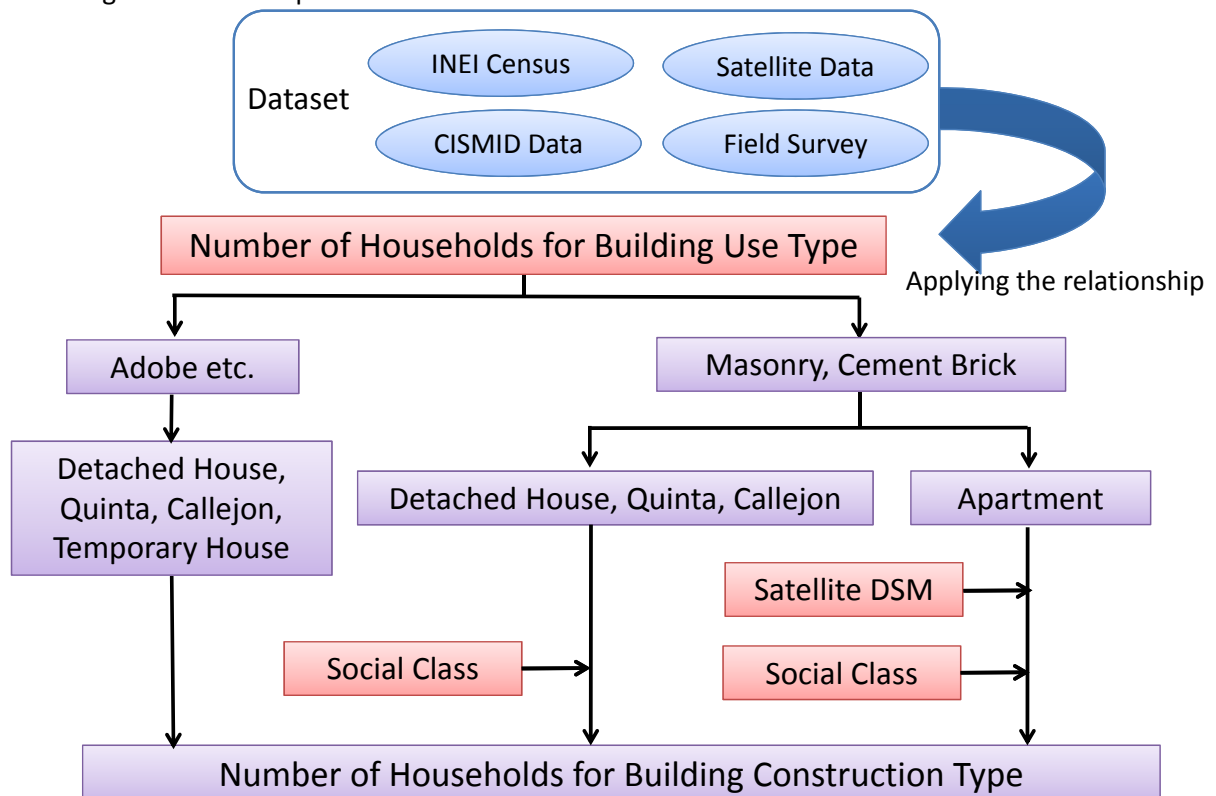 INEI Census
Satellite Data
Dataset
CISMID Data
Field Survey
Number of Households for Building Use Type
Applying the relationship
Adobe etc.
Masonry, Cement Brick
Detached House,
Quinta, Callejon,
Temporary House
Detached House, Quinta, Callejon
Apartment
Satellite DSM
Social Class
Social Class
Number of Households for Building Construction Type